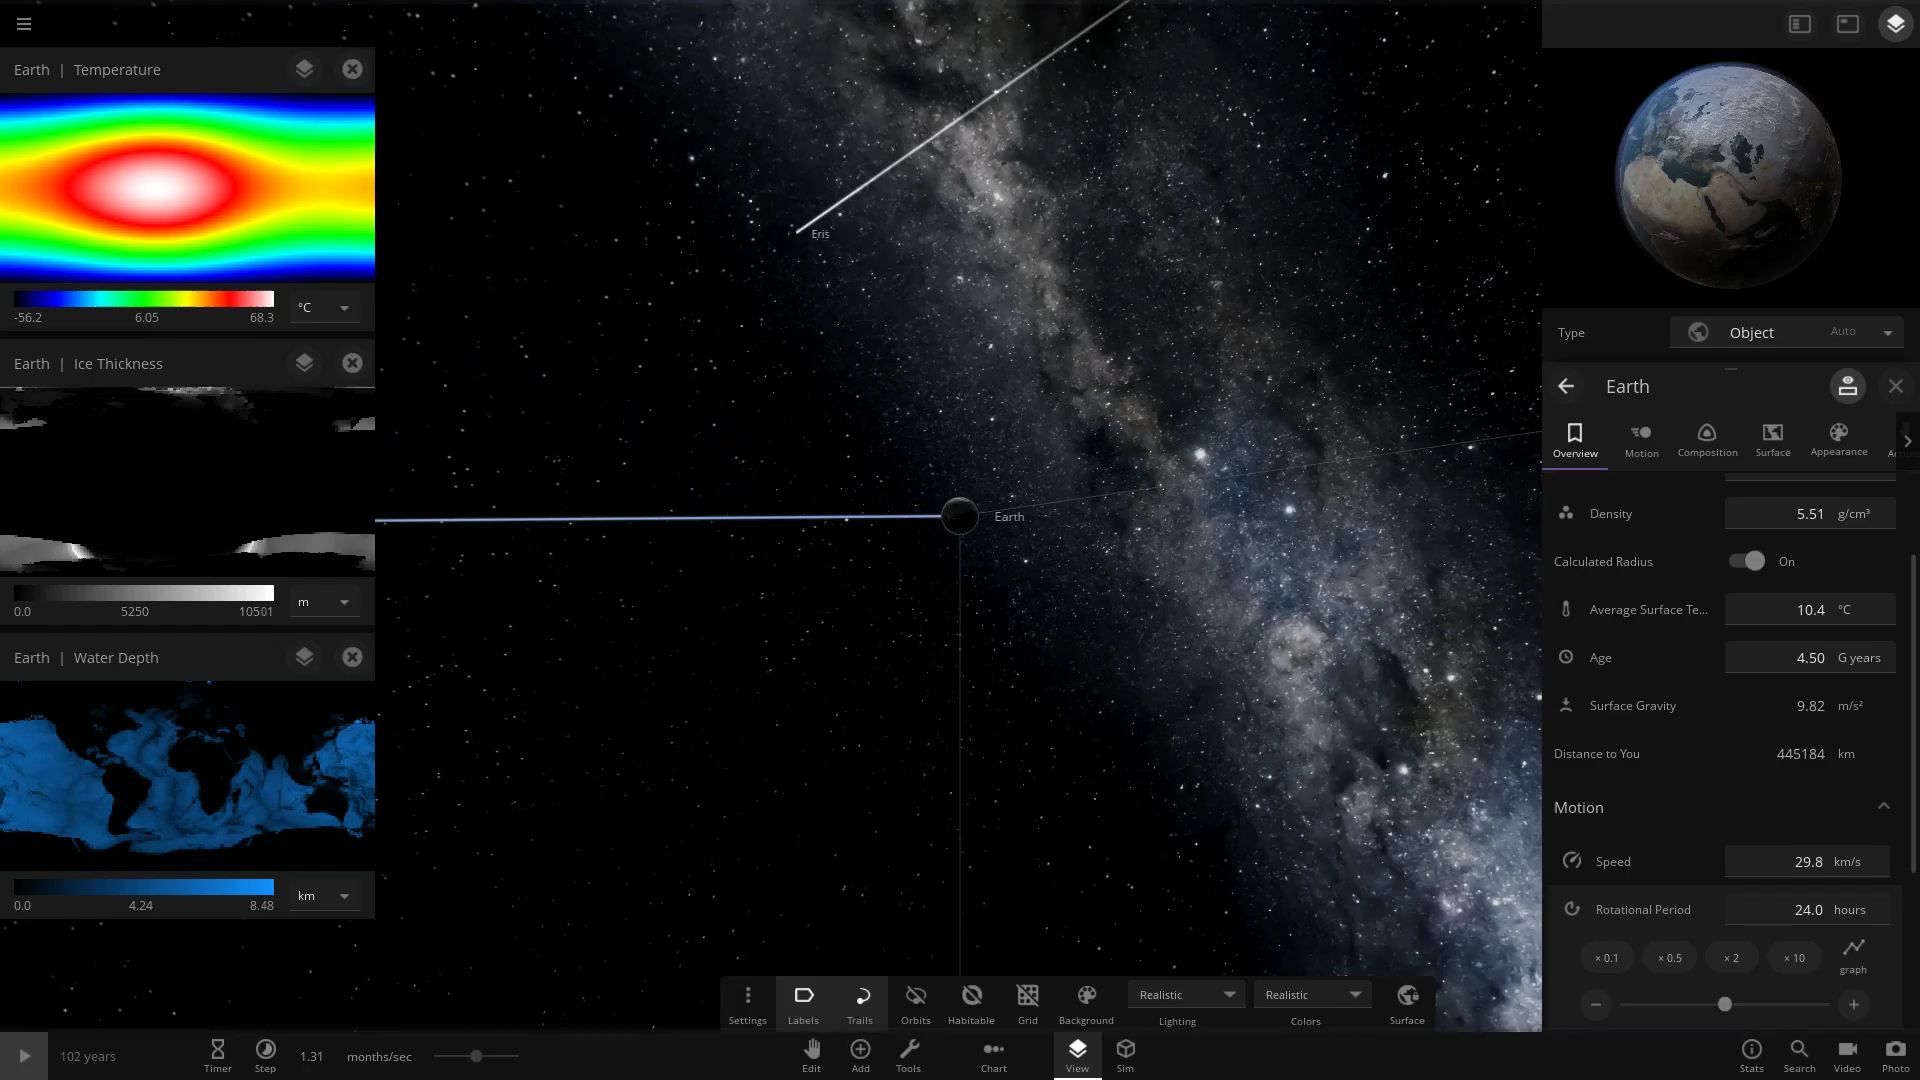 Earth | Temperature
-56.2 6.05 68.3 °C
Earth | Ice Thickness
0.0 5250 10501 m
Earth | Water Depth
0.0 4.24 8.48 km
Eris
Earth
Type Object Auto
Earth
Overview Motion Composition Surface Appearance
Density 5.51 g/cm³
Calculated Radius On
Average Surface Te... 10.4 °C
Age 4.50 G years
Surface Gravity 9.82 m/s²
Distance to You 445184 km
Motion
Speed 29.8 km/s
Rotational Period 24.0 hours
× 0.1 × 0.5 × 2 × 10 graph
Settings Labels Trails Orbits Habitable Grid Background Realistic Lighting Realistic Colors Surface
102 years Timer Step 1.31 months/sec Edit Add Tools Chart View Sim Stats Search Video Photo